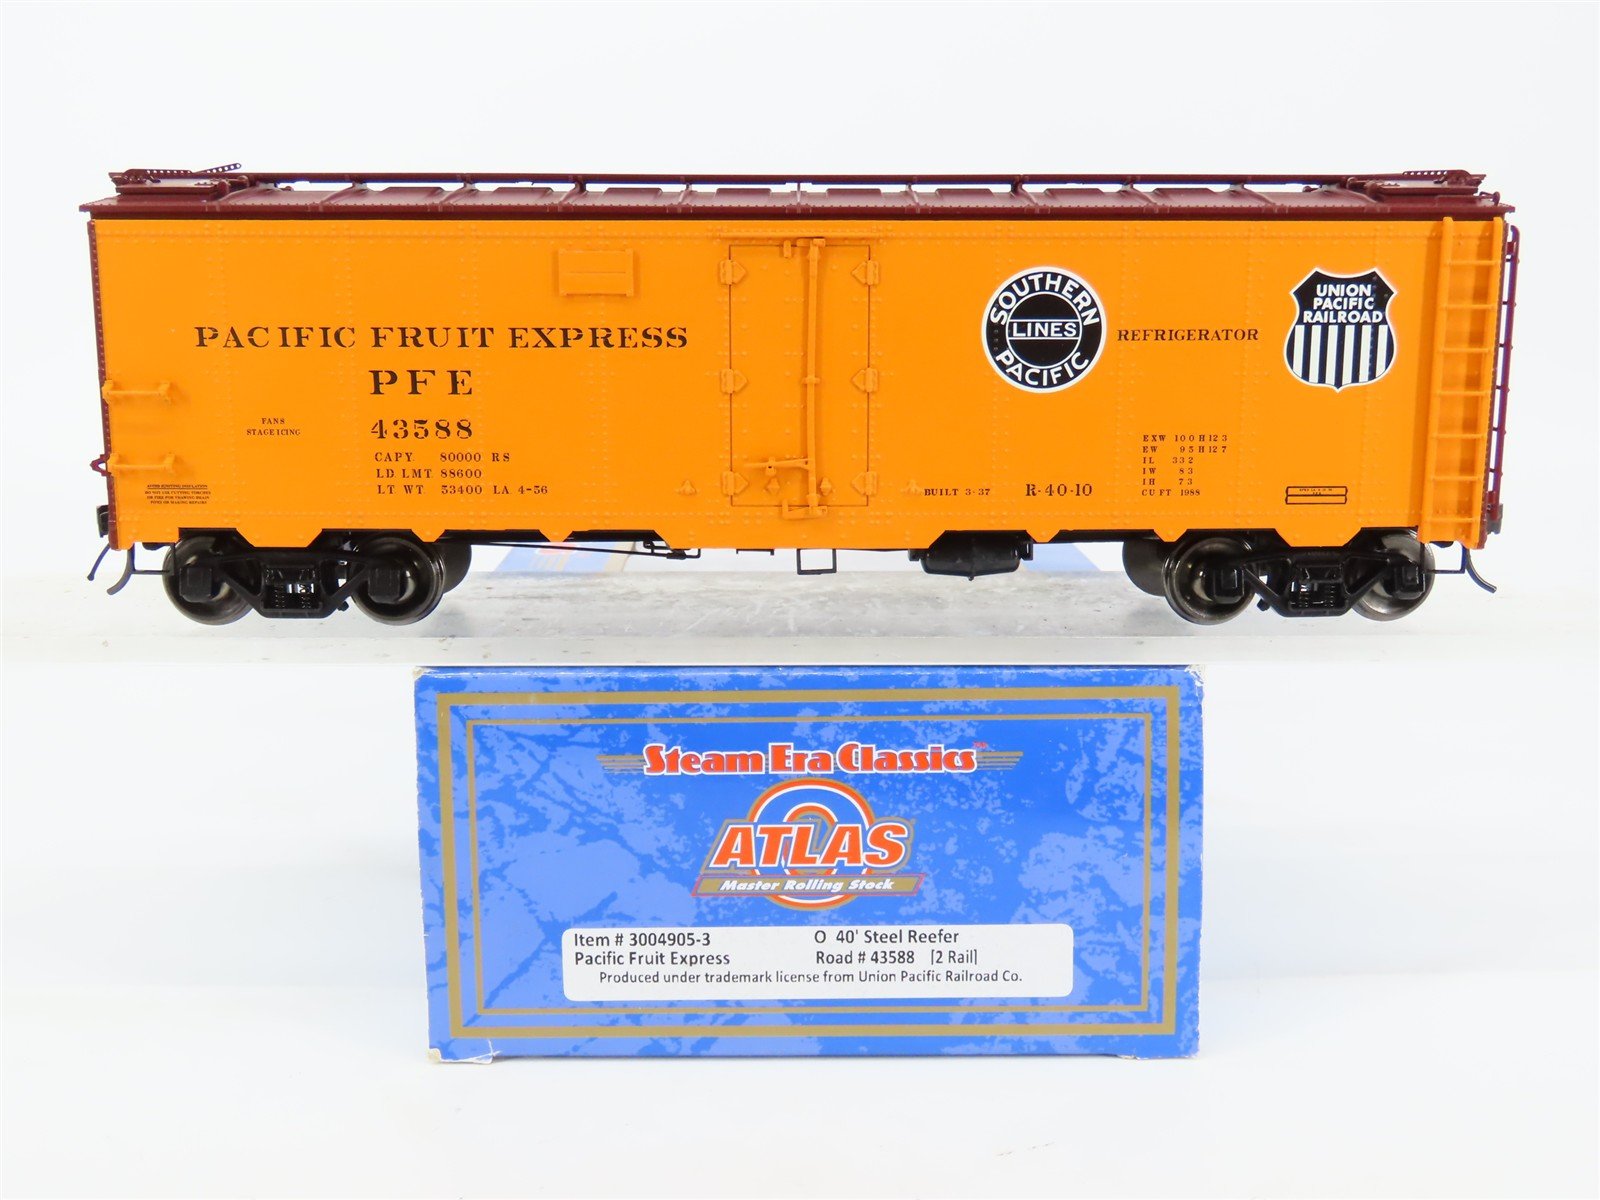 PACIFIC FRUIT EXPRESS
PFE
FANS
STAGE ICING
43588
CAPY. 80000 RS
LD. LMT. 88600
LT. WT. 53400 LA. 4-56
SOUTHERN
LINES
PACIFIC
REFRIGERATOR
UNION
PACIFIC
RAILROAD
BUILT 3-37
R-40-10
EXW 10 0 H 12 3
EW 9 5 H 12 7
IL 33 2
IW 8 3
IH 7 3
CU FT 1988
Steam Era Classics™
ATLAS
O
Master Rolling Stock
Item # 3004905-3
O 40' Steel Reefer
Pacific Fruit Express
Road # 43588 [2 Rail]
Produced under trademark license from Union Pacific Railroad Co.